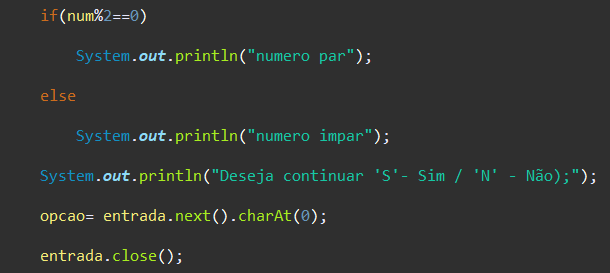 if(num%2==0)
System.out.println("numero par");
else
System.out.println("numero impar");
System.out.println("Deseja continuar 'S'- Sim / 'N' - Não);");
opcao= entrada.next().charAt(0);
entrada.close();